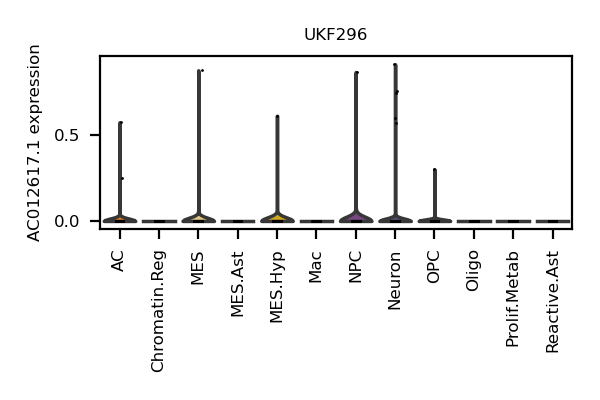 UKF296
AC012617.1 expression
0.5
0.0
AC
Chromatin.Reg
MES
MES.Ast
MES.Hyp
Mac
NPC
Neuron
OPC
Oligo
Prolif.Metab
Reactive.Ast